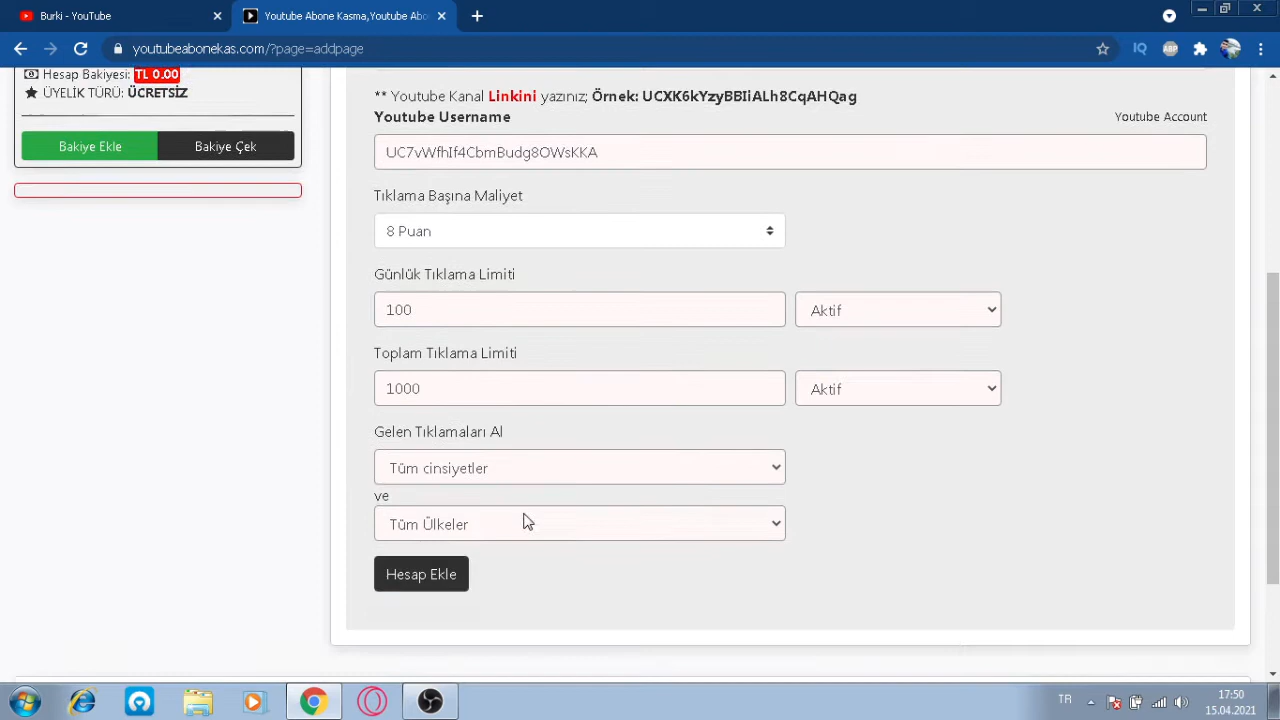 Burki - YouTube
Youtube Abone Kasma,Youtube Abo
youtubeabonekas.com/?page=addpage
IQ
ABP
Hesap Bakiyesi: TL 0.00
ÜYELİK TÜRÜ: ÜCRETSİZ
Bakiye Ekle
Bakiye Çek
** Youtube Kanal Linkini yazınız; Örnek: UCXK6kYzyBBIiALh8CqAHQag
Youtube Username
Youtube Account
UC7vWfhIf4CbmBudg8OWsKKA
Tıklama Başına Maliyet
8 Puan
Günlük Tıklama Limiti
100
Aktif
Toplam Tıklama Limiti
1000
Aktif
Gelen Tıklamaları Al
Tüm cinsiyetler
ve
Tüm Ülkeler
Hesap Ekle
TR
17:50
15.04.2021